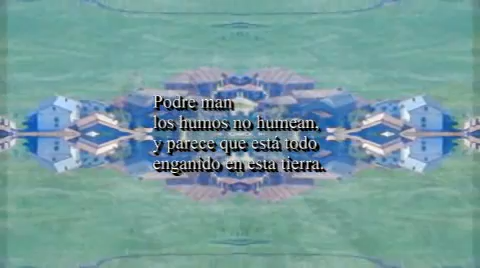 Podre man
los humos no humean,
y parece que está todo
enganido en esta tierra.